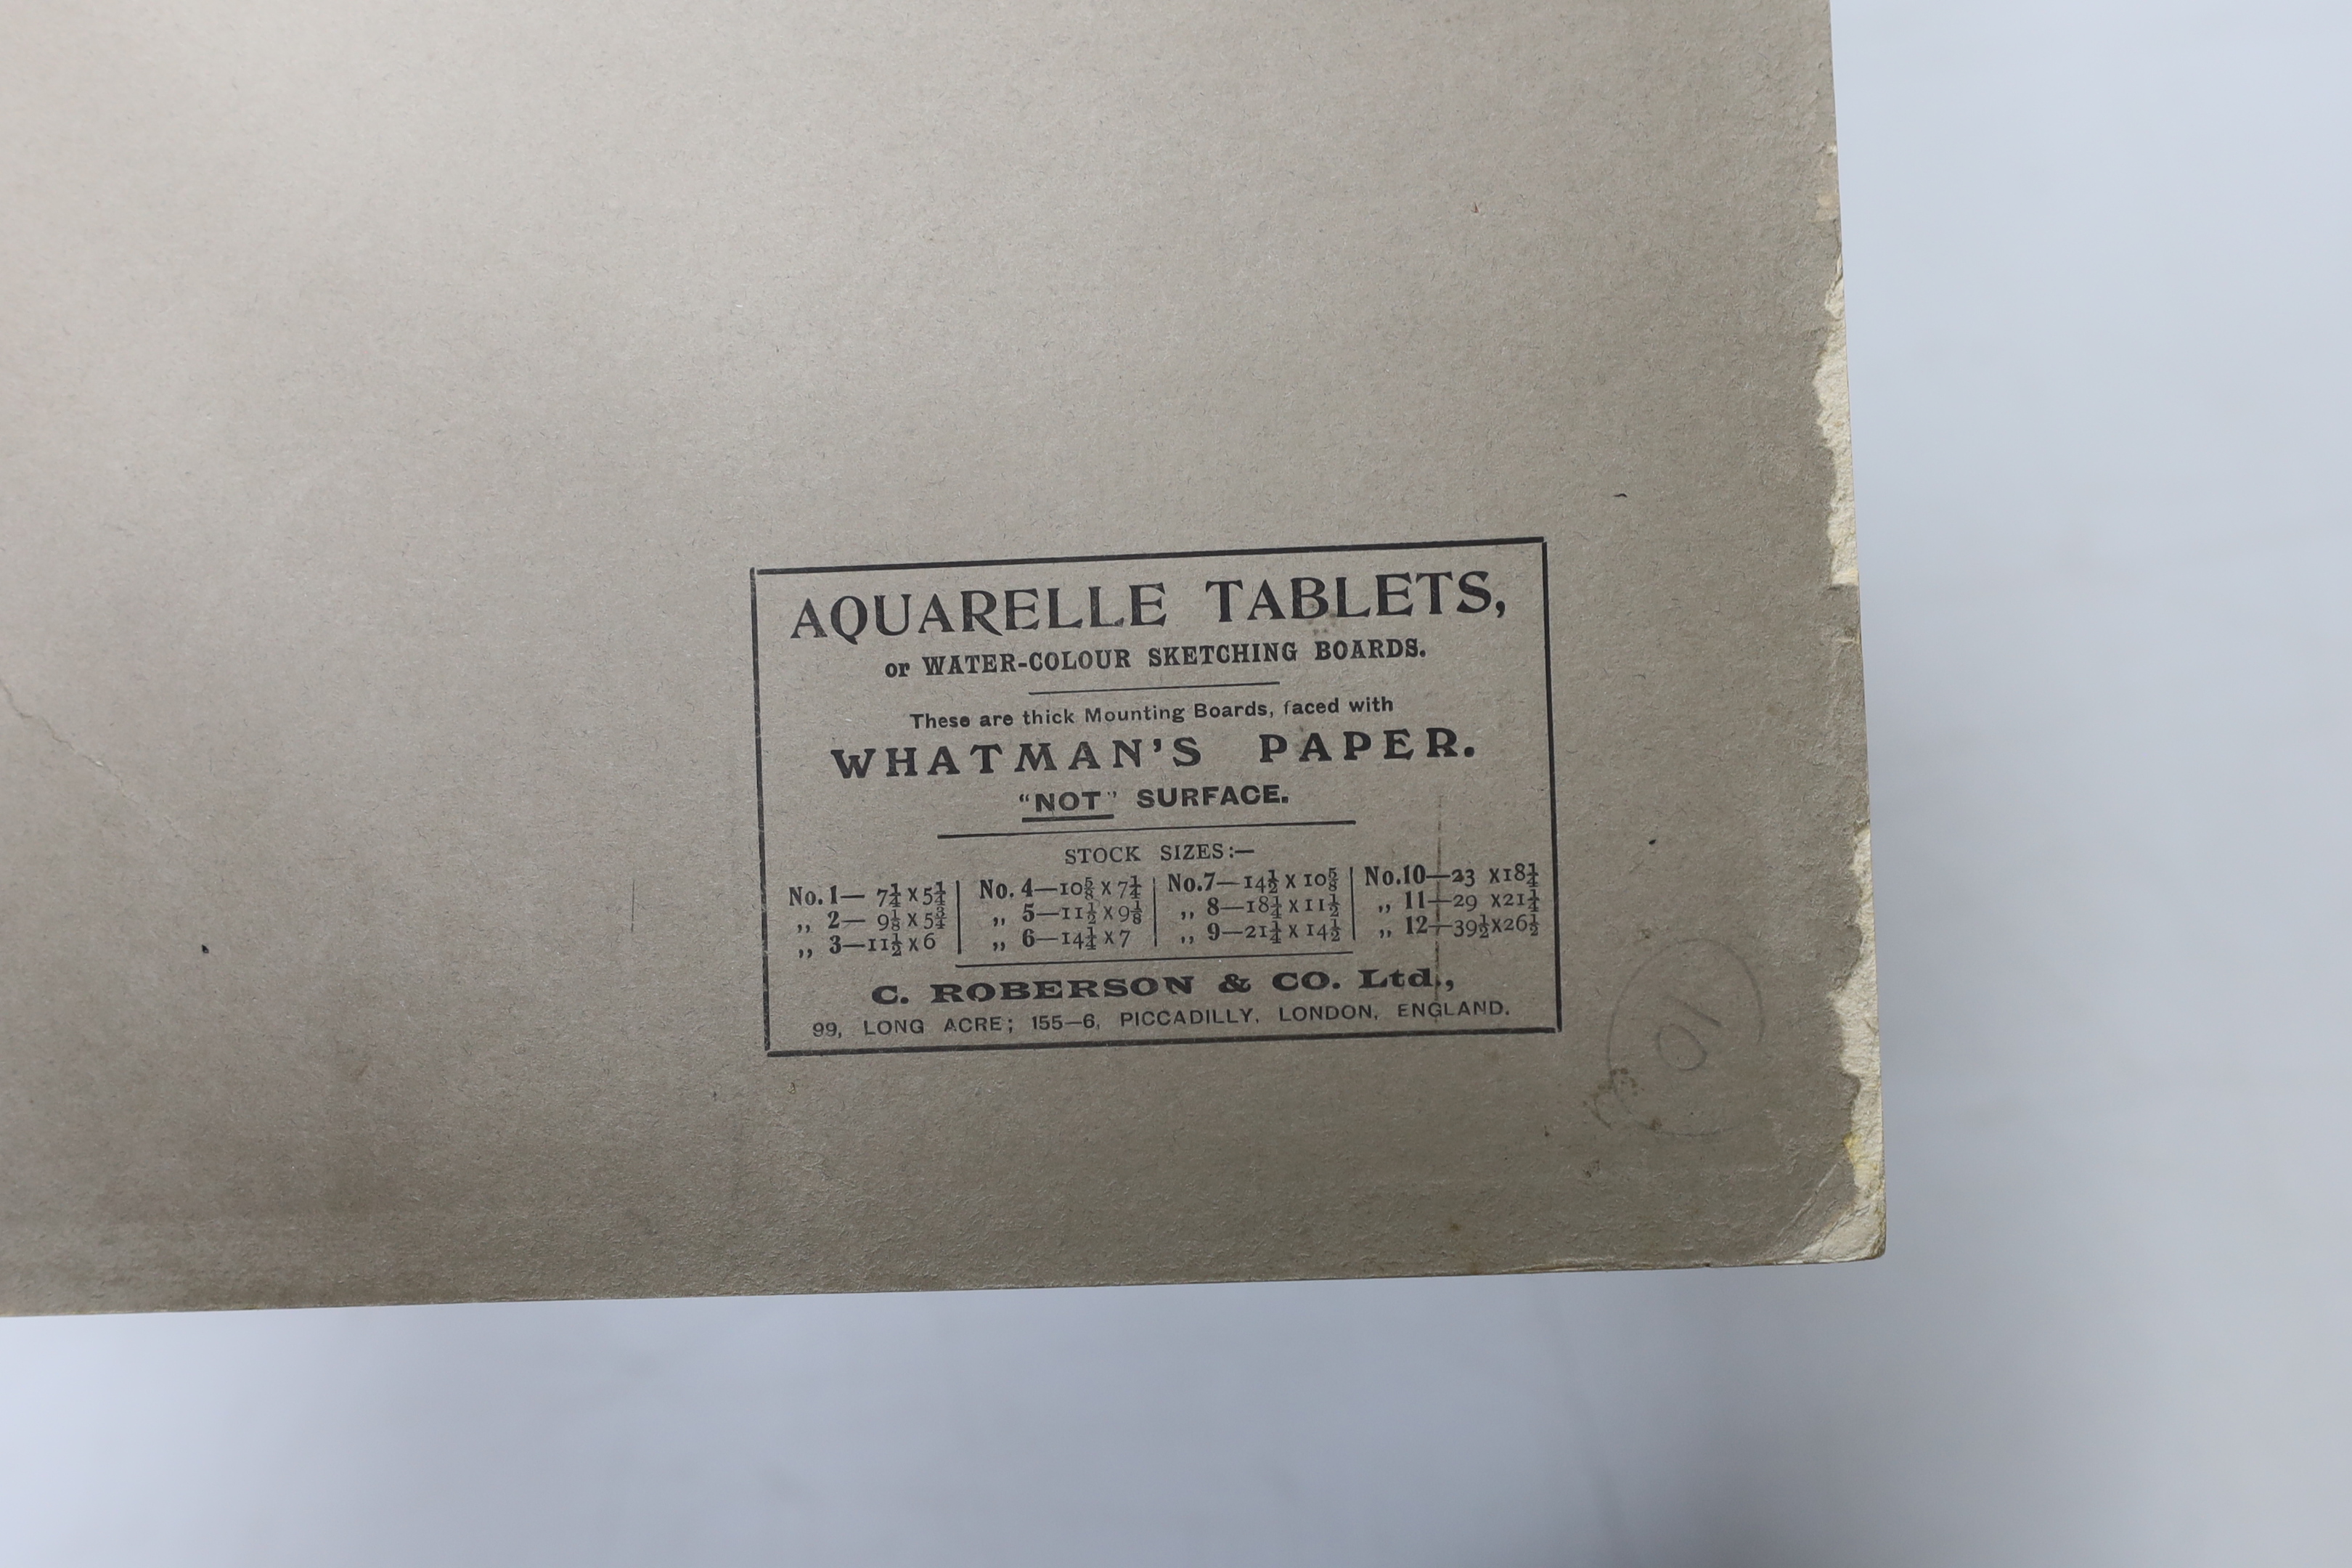 AQUARELLE TABLETS,
or WATER-COLOUR SKETCHING BOARDS.
These are thick Mounting Boards, faced with
WHATMAN'S PAPER.
"NOT" SURFACE.
STOCK SIZES:—
No. 1— 7¼ X 5¼ | No. 4—10⅝ X 7¼ | No. 7—14½ X 10⅝ | No. 10—23 X 18¼
„ 2— 9⅛ X 5¾ | „ 5—11½ X 9⅛ | „ 8—18¼ X 11½ | „ 11—29 X 21¼
„ 3—11½ X 6 | „ 6—14¼ X 7 | „ 9—21¼ X 14½ | „ 12—39½ X 26½
C. ROBERSON & CO. Ltd.,
99, LONG ACRE; 155–6, PICCADILLY, LONDON, ENGLAND.
10